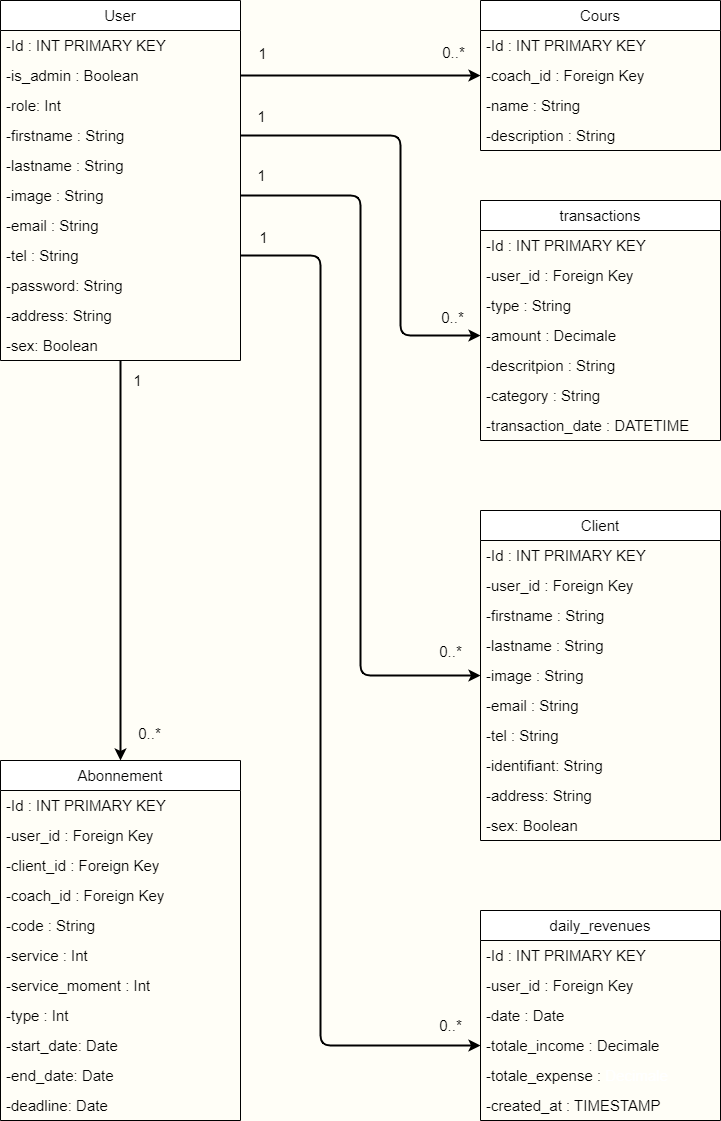 User
-Id : INT PRIMARY KEY
-is_admin : Boolean
-role: Int
-firstname : String
-lastname : String
-image : String
-email : String
-tel : String
-password: String
-address: String
-sex: Boolean
1
0..*
1
0..*
1
0..*
1
0..*
1
0..*
Cours
-Id : INT PRIMARY KEY
-coach_id : Foreign Key
-name : String
-description : String
transactions
-Id : INT PRIMARY KEY
-user_id : Foreign Key
-type : String
-amount : Decimale
-descritpion : String
-category : String
-transaction_date : DATETIME
Client
-Id : INT PRIMARY KEY
-user_id : Foreign Key
-firstname : String
-lastname : String
-image : String
-email : String
-tel : String
-identifiant: String
-address: String
-sex: Boolean
Abonnement
-Id : INT PRIMARY KEY
-user_id : Foreign Key
-client_id : Foreign Key
-coach_id : Foreign Key
-code : String
-service : Int
-service_moment : Int
-type : Int
-start_date: Date
-end_date: Date
-deadline: Date
daily_revenues
-Id : INT PRIMARY KEY
-user_id : Foreign Key
-date : Date
-totale_income : Decimale
-totale_expense :
-created_at : TIMESTAMP